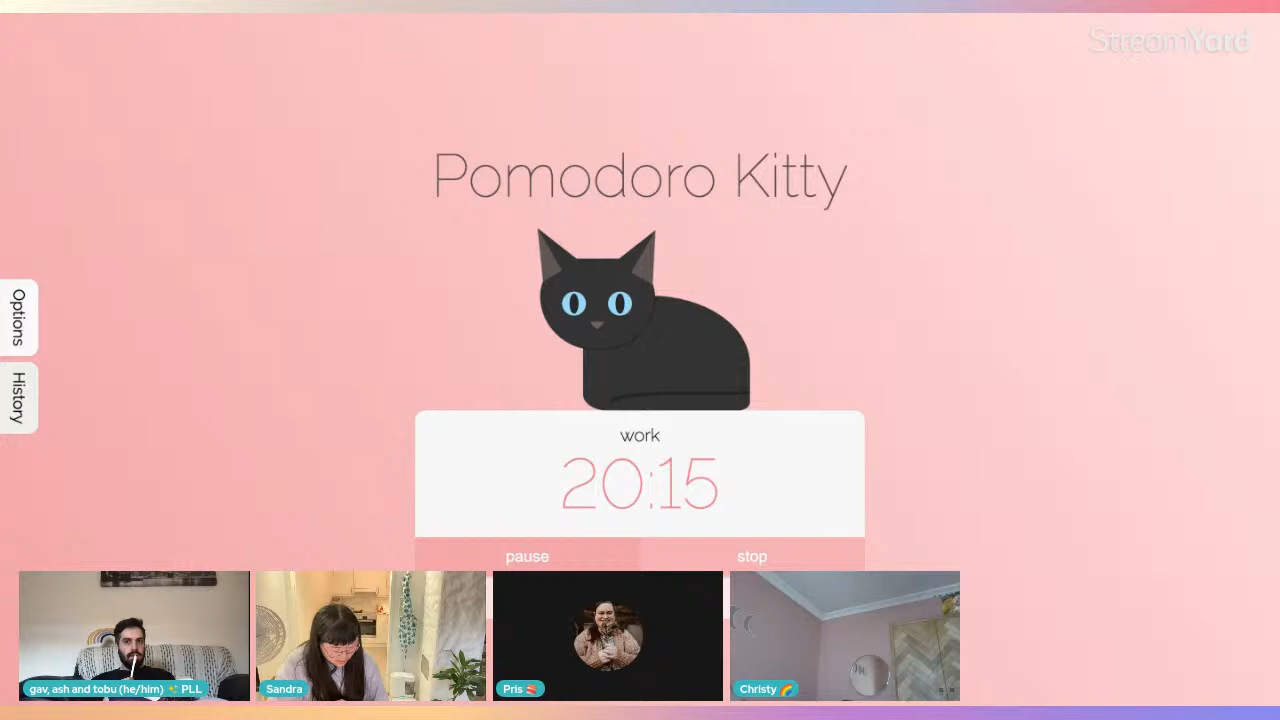 StreamYard
Pomodoro Kitty
Options
History
work
20:15
pause
stop
gav, ash and tobu (he/him) ✨ PLL
Sandra
Pris 🍣
Christy 🌈